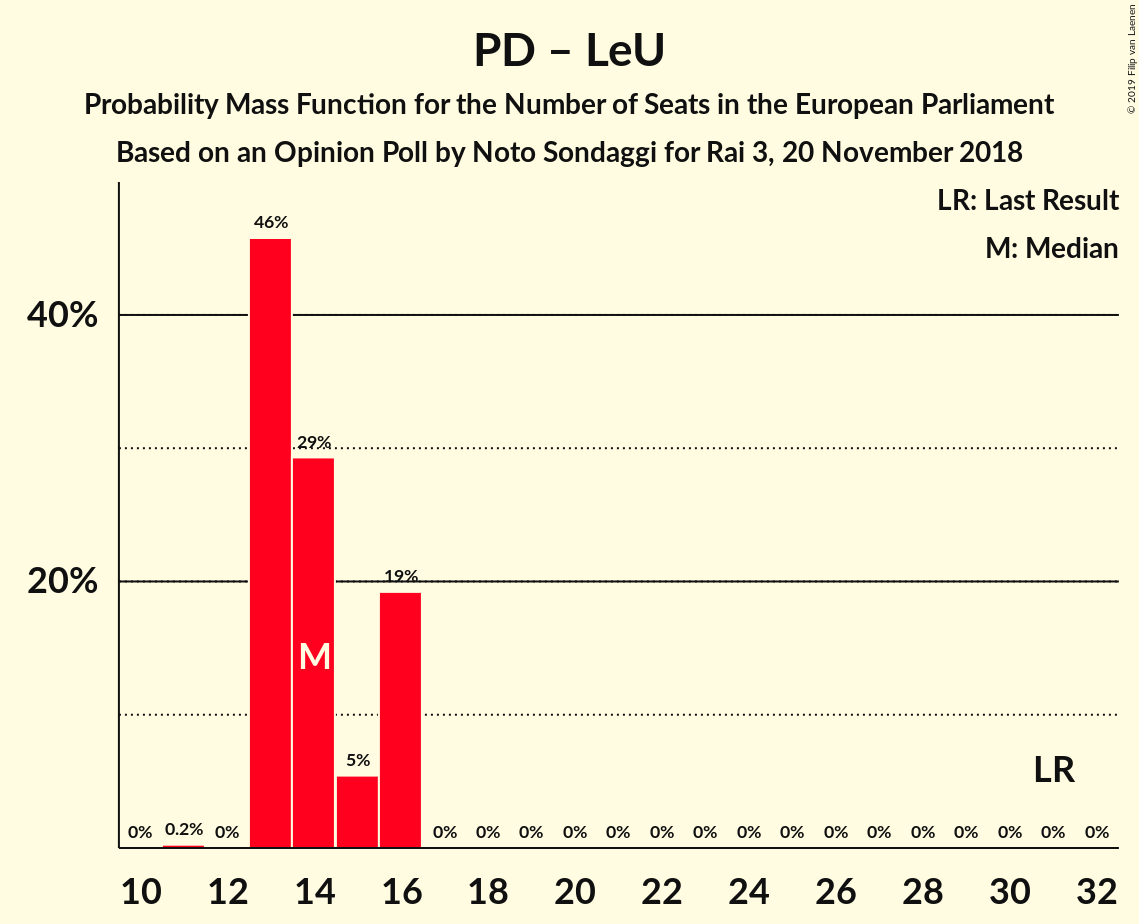 PD – LeU
Probability Mass Function for the Number of Seats in the European Parliament
Based on an Opinion Poll by Noto Sondaggi for Rai 3, 20 November 2018
© 2019 Filip van Laenen
LR: Last Result
M: Median
40%
20%
46%
29%
19%
M
5%
LR
0% 0.2% 0% 0% 0% 0% 0% 0% 0% 0% 0% 0% 0% 0% 0% 0% 0% 0% 0%
10 12 14 16 18 20 22 24 26 28 30 32